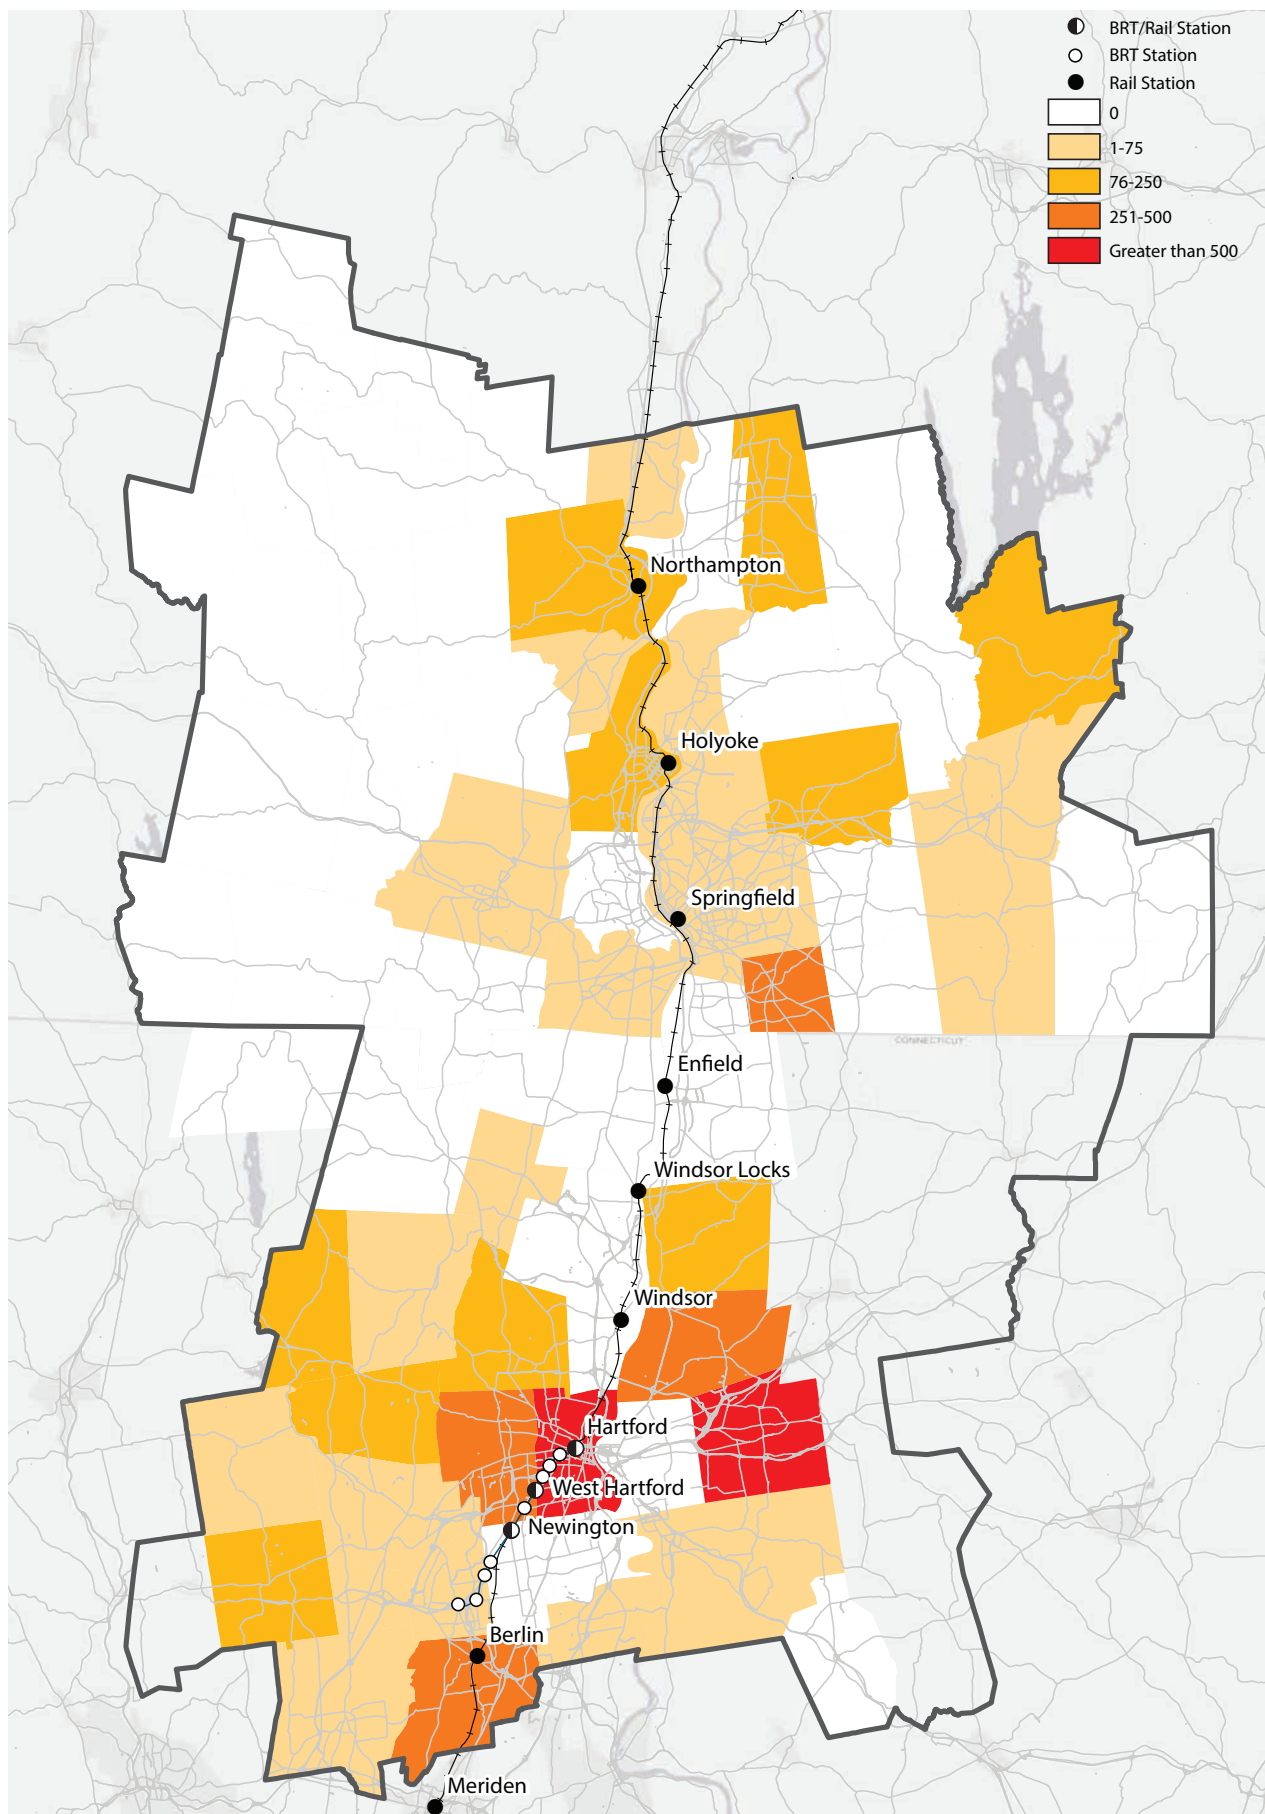 BRT/Rail Station
BRT Station
Rail Station
0
1-75
76-250
251-500
Greater than 500
Northampton
Holyoke
Springfield
CONNECTICUT
Enfield
Windsor Locks
Windsor
Hartford
West Hartford
Newington
Berlin
Meriden